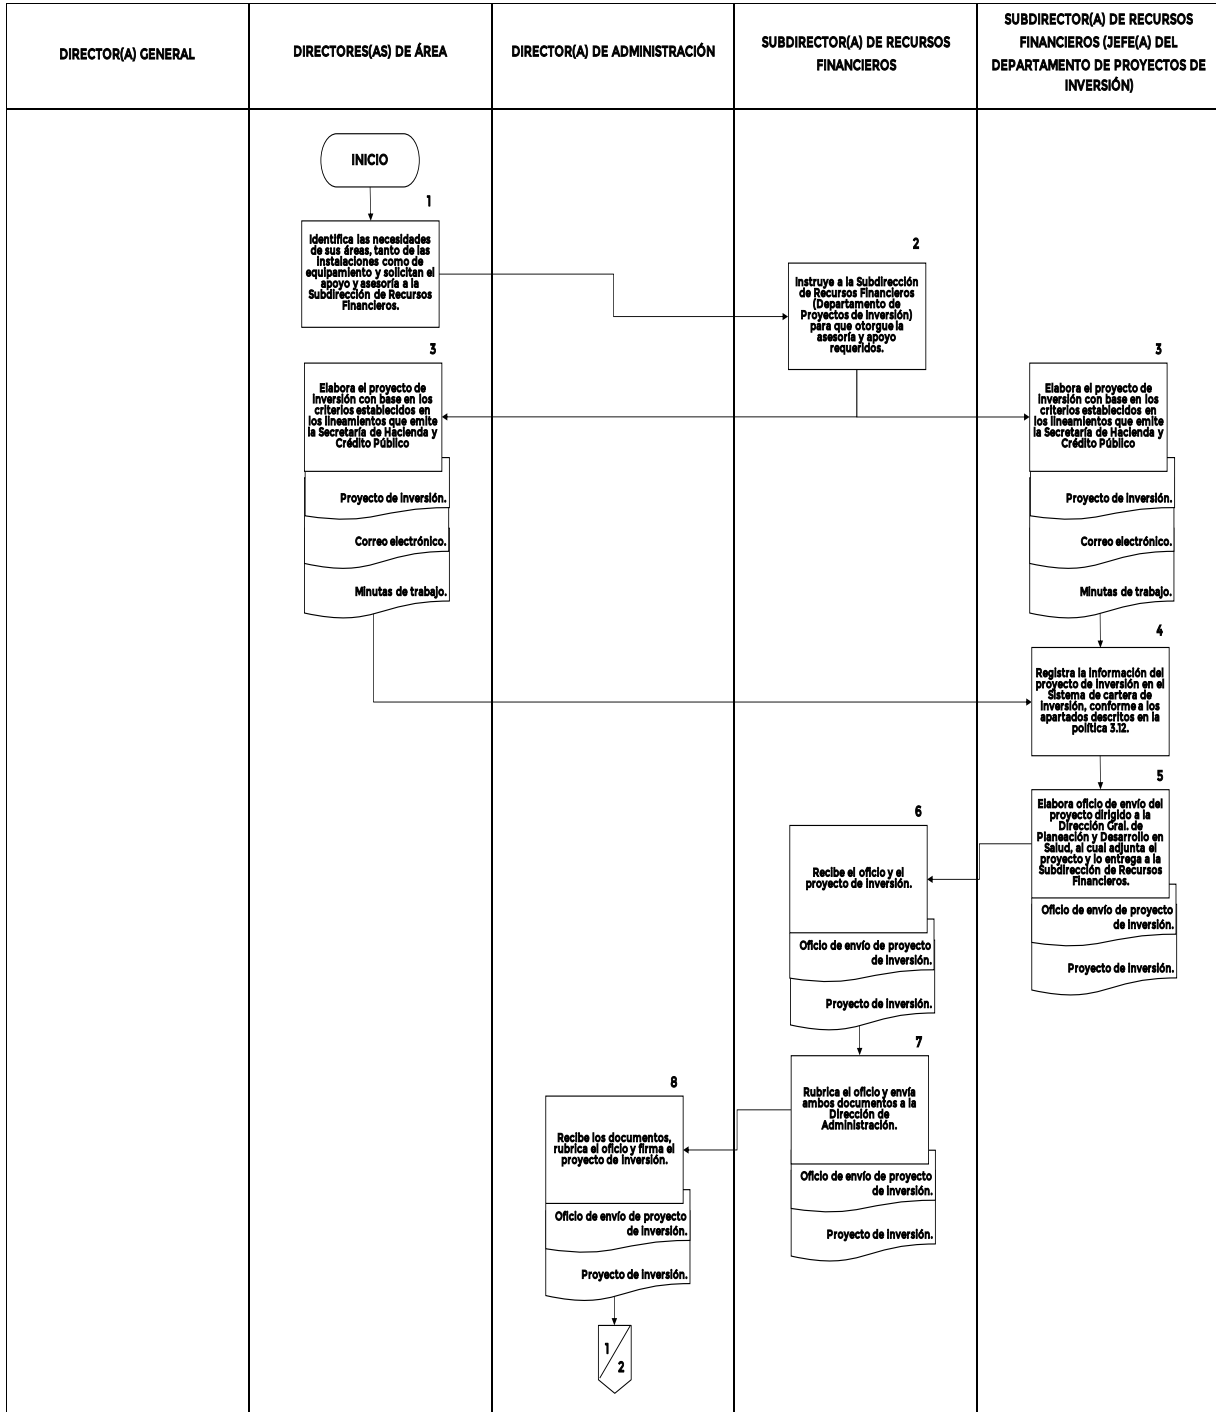 DIRECTOR(A) GENERAL
DIRECTORES(AS) DE ÁREA
DIRECTOR(A) DE ADMINISTRACIÓN
SUBDIRECTOR(A) DE RECURSOS
FINANCIEROS
SUBDIRECTOR(A) DE RECURSOS
FINANCIEROS (JEFE(A) DEL
DEPARTAMENTO DE PROYECTOS DE
INVERSIÓN)
INICIO
1
Identifica las necesidades
de sus áreas, tanto de las
instalaciones como de
equipamiento y solicitan el
apoyo y asesoría a la
Subdirección de Recursos
Financieros.
2
Instruye a la Subdirección
de Recursos Financieros
(Departamento de
Proyectos de Inversión)
para que otorgue la
asesoría y apoyo
requeridos.
3
Elabora el proyecto de
inversión con base en los
criterios establecidos en
los lineamientos que emite
la Secretaría de Hacienda y
Crédito Público
Proyecto de inversión.
Correo electrónico.
Minutas de trabajo.
3
Elabora el proyecto de
inversión con base en los
criterios establecidos en
los lineamientos que emite
la Secretaría de Hacienda y
Crédito Público
Proyecto de inversión.
Correo electrónico.
Minutas de trabajo.
4
Registra la información del
proyecto de inversión en el
Sistema de cartera de
inversión, conforme a los
apartados descritos en la
política 3.12.
5
Elabora oficio de envío del
proyecto dirigido a la
Dirección Gral. de
Planeación y Desarrollo en
Salud, al cual adjunta el
proyecto y lo entrega a la
Subdirección de Recursos
Financieros.
Oficio de envío de proyecto
de inversión.
Proyecto de inversión.
6
Recibe el oficio y el
proyecto de inversión.
Oficio de envío de proyecto
de inversión.
Proyecto de inversión.
7
Rubrica el oficio y envía
ambos documentos a la
Dirección de
Administración.
Oficio de envío de proyecto
de inversión.
Proyecto de inversión.
8
Recibe los documentos,
rubrica el oficio y firma el
proyecto de inversión.
Oficio de envío de proyecto
de inversión.
Proyecto de inversión.
1
2